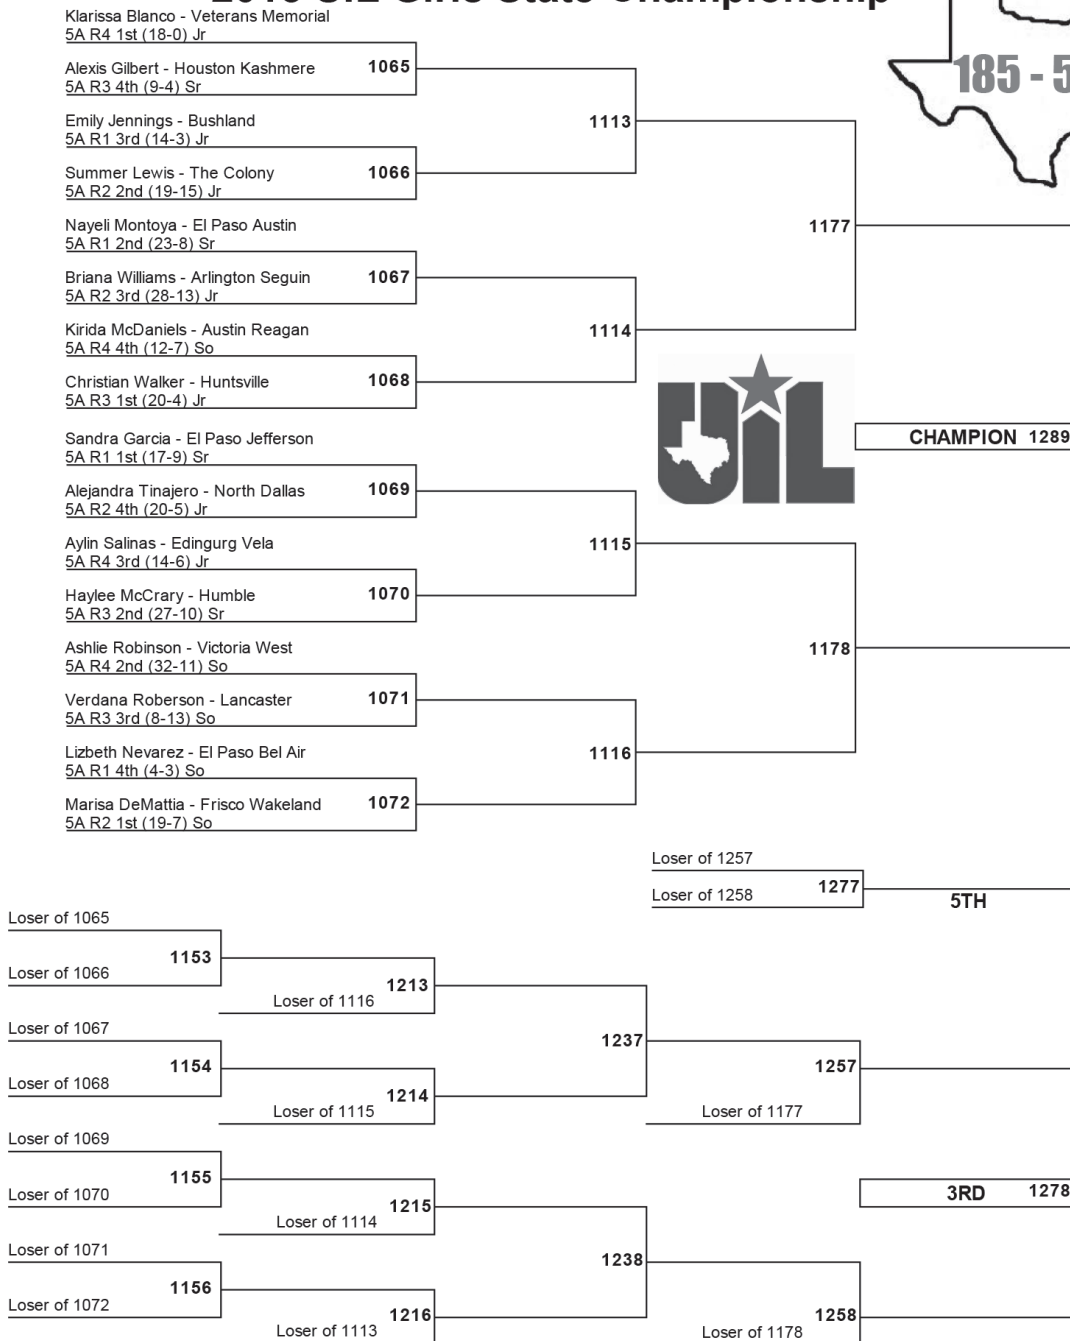 Klarissa Blanco - Veterans Memorial
5A R4 1st (18-0) Jr
Alexis Gilbert - Houston Kashmere
1065
5A R3 4th (9-4) Sr
185 - 5
Emily Jennings - Bushland
1113
5A R1 3rd (14-3) Jr
Summer Lewis - The Colony
1066
5A R2 2nd (19-15) Jr
Nayeli Montoya - El Paso Austin
1177
5A R1 2nd (23-8) Sr
Briana Williams - Arlington Seguin
1067
5A R2 3rd (28-13) Jr
Kirida McDaniels - Austin Reagan
1114
5A R4 4th (12-7) So
Christian Walker - Huntsville
1068
5A R3 1st (20-4) Jr
UIL
CHAMPION 1289
Sandra Garcia - El Paso Jefferson
5A R1 1st (17-9) Sr
Alejandra Tinajero - North Dallas
1069
5A R2 4th (20-5) Jr
Aylin Salinas - Edingurg Vela
1115
5A R4 3rd (14-6) Jr
Haylee McCrary - Humble
1070
5A R3 2nd (27-10) Sr
Ashlie Robinson - Victoria West
1178
5A R4 2nd (32-11) So
Verdana Roberson - Lancaster
1071
5A R3 3rd (8-13) So
Lizbeth Nevarez - El Paso Bel Air
1116
5A R1 4th (4-3) So
Marisa DeMattia - Frisco Wakeland
1072
5A R2 1st (19-7) So
Loser of 1257
1277
Loser of 1258
5TH
Loser of 1065
1153
Loser of 1066
1213
Loser of 1116
Loser of 1067
1237
1154
1257
Loser of 1068
1214
Loser of 1115
Loser of 1177
Loser of 1069
1155
Loser of 1070
3RD 1278
1215
Loser of 1114
Loser of 1071
1238
1156
Loser of 1072
1216
1258
Loser of 1113
Loser of 1178